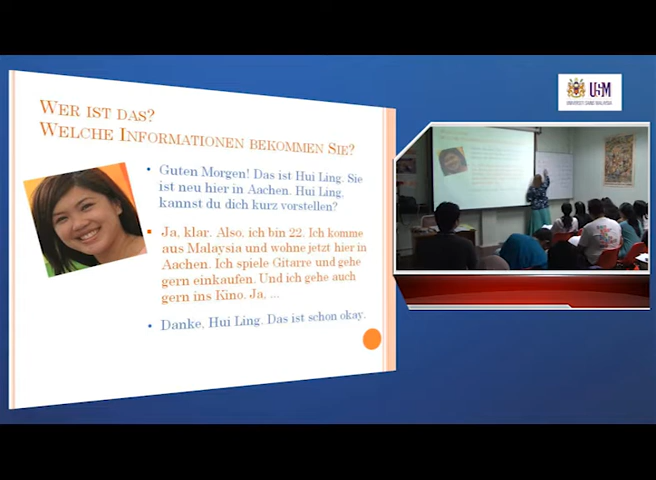 WER IST DAS?
WELCHE INFORMATIONEN BEKOMMEN SIE?
• Guten Morgen! Das ist Hui Ling. Sie
ist neu hier in Aachen. Hui Ling,
kannst du dich kurz vorstellen?
Ja, klar. Also, ich bin 22. Ich komme
aus Malaysia und wohne jetzt hier in
Aachen. Ich spiele Gitarre und gehe
gern einkaufen. Und ich gehe auch
gern ins Kino. Ja, ...
• Danke, Hui Ling. Das ist schon okay.
USM
UNIVERSITI SAINS MALAYSIA